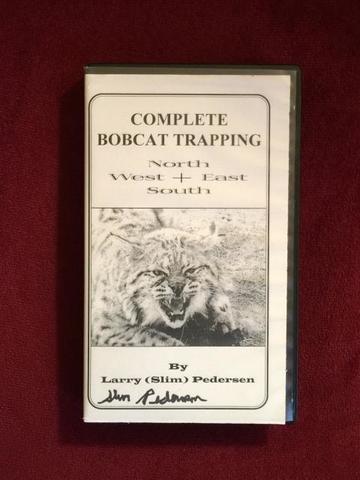 COMPLETE
BOBCAT TRAPPING
North
West + East
South
By
Larry (Slim) Pedersen
Slim Pedersen